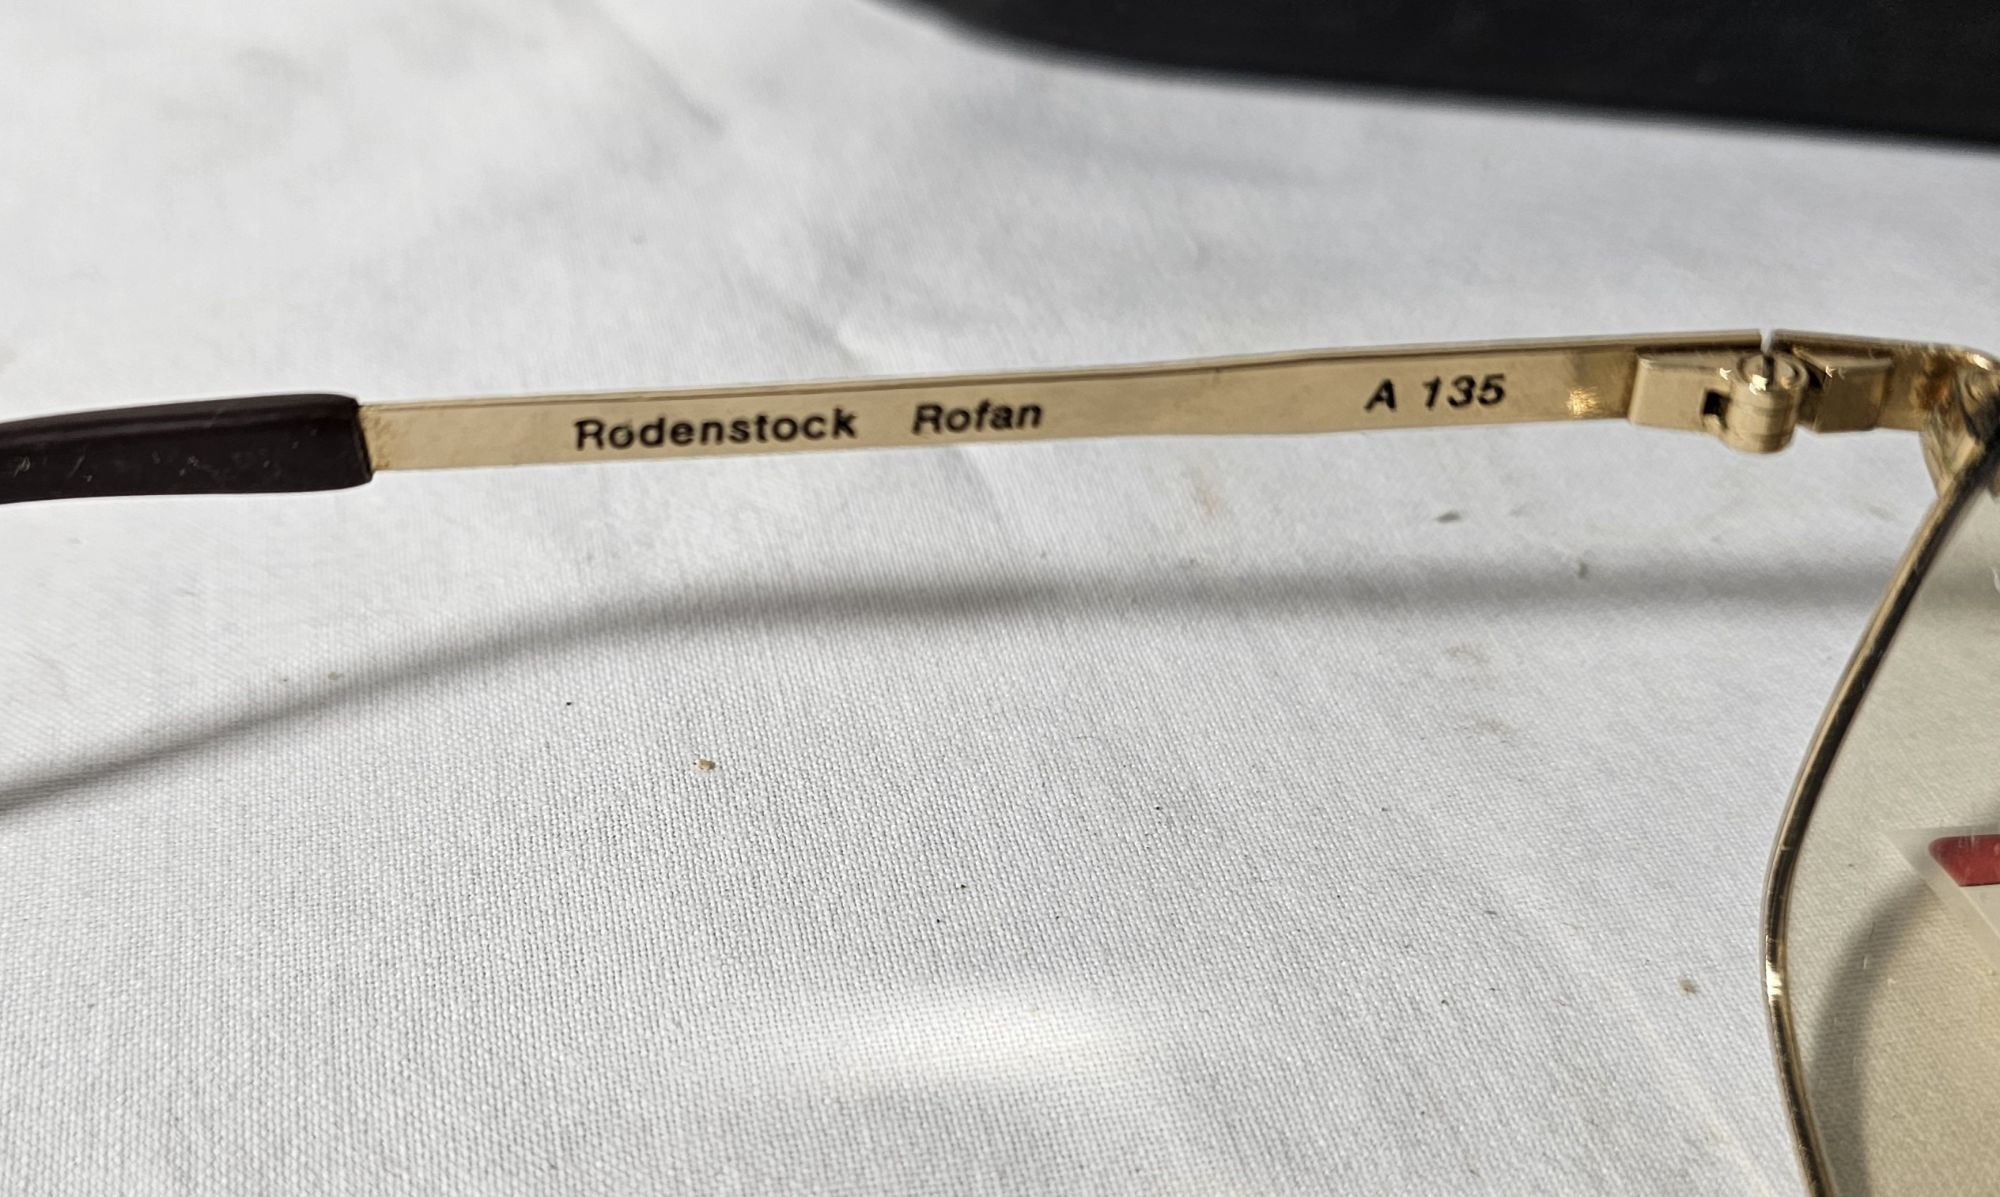 Rodenstock Rofan A 135